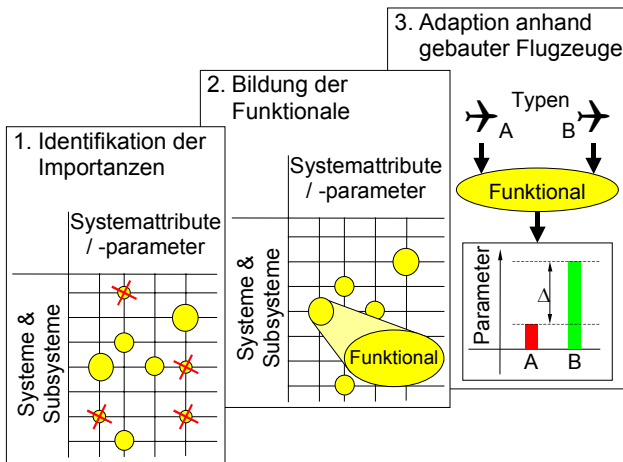 1. Identifikation der
Importanzen
Systemattribute
/ -parameter
Systeme &
Subsysteme
2. Bildung der
Funktionale
Systemattribute
/ -parameter
Systeme &
Subsysteme
Funktional
3. Adaption anhand
gebauter Flugzeuge
Typen
A B
Funktional
Parameter
Δ
A B